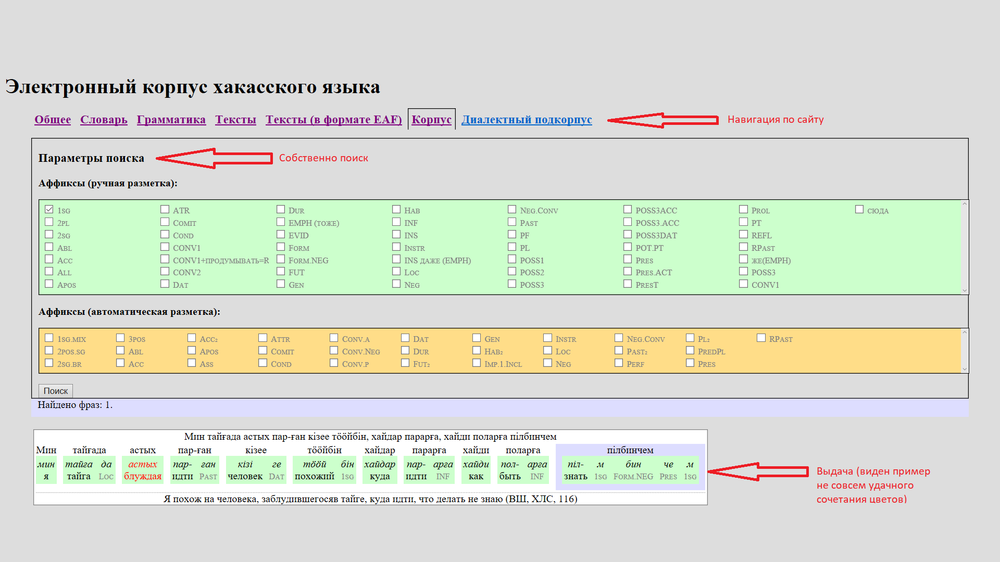 Электронный корпус хакасского языка
Общее Словарь Грамматика Тексты Тексты (в формате EAF) Корпус Диалектный подкорпус
Навигация по сайту
Параметры поиска
Собственно поиск
Аффиксы (ручная разметка):
1SG ATR DUR HAB NEG.CONV POSS3ACC PROL СЮДА
2PL COMIT EMPH (ТОЖЕ) INF PAST POSS3.ACC PT
2SG COND EVID INS PF POSS3DAT REFL
ABL CONV1 FORM INSTR PL POT.PT RPAST
ACC CONV1+ПРОДУМЫВАТЬ=R FORM.NEG INS ДАЖЕ (EMPH) POSS1 PRES ЖЕ(EMPH)
ALL CONV2 FUT LOC POSS2 PRES.ACT POSS3
APOS DAT GEN NEG POSS3 PREST CONV1
Аффиксы (автоматическая разметка):
1SG.MIX 3POS ACC₂ ATTR CONV.A DAT GEN INSTR NEG.CONV PL₂ RPAST
2POS.SG ABL APOS COMIT CONV.NEG DUR HAB₂ LOC PAST₂ PREDPL
2SG.BR ACC ASS COND CONV.P FUT₂ IMP.1.INCL NEG PERF PRES
Поиск
Найдено фраз: 1.
Мин тайғада астых пар-ған кізее тӧӧйбін, хайдар парарға, хайди поларға пілбинчем
Мин тайғада астых пар-ған кізее тӧӧйбін хайдар парарға хайди поларға пілбинчем
мин тайга да астых пар- ған кізі ге тӧӧй бін хайдар пар- арга хайди пол- арга піл- м бин че м
я тайга LOC блуждая идти PAST человек DAT похожий 1SG куда идти INF как быть INF знать 1SG FORM.NEG PRES 1SG
Я похож на человека, заблудившегосяв тайге, куда идти, что делать не знаю (ВШ, ХЛС, 116)
Выдача (виден пример
не совсем удачного
сочетания цветов)